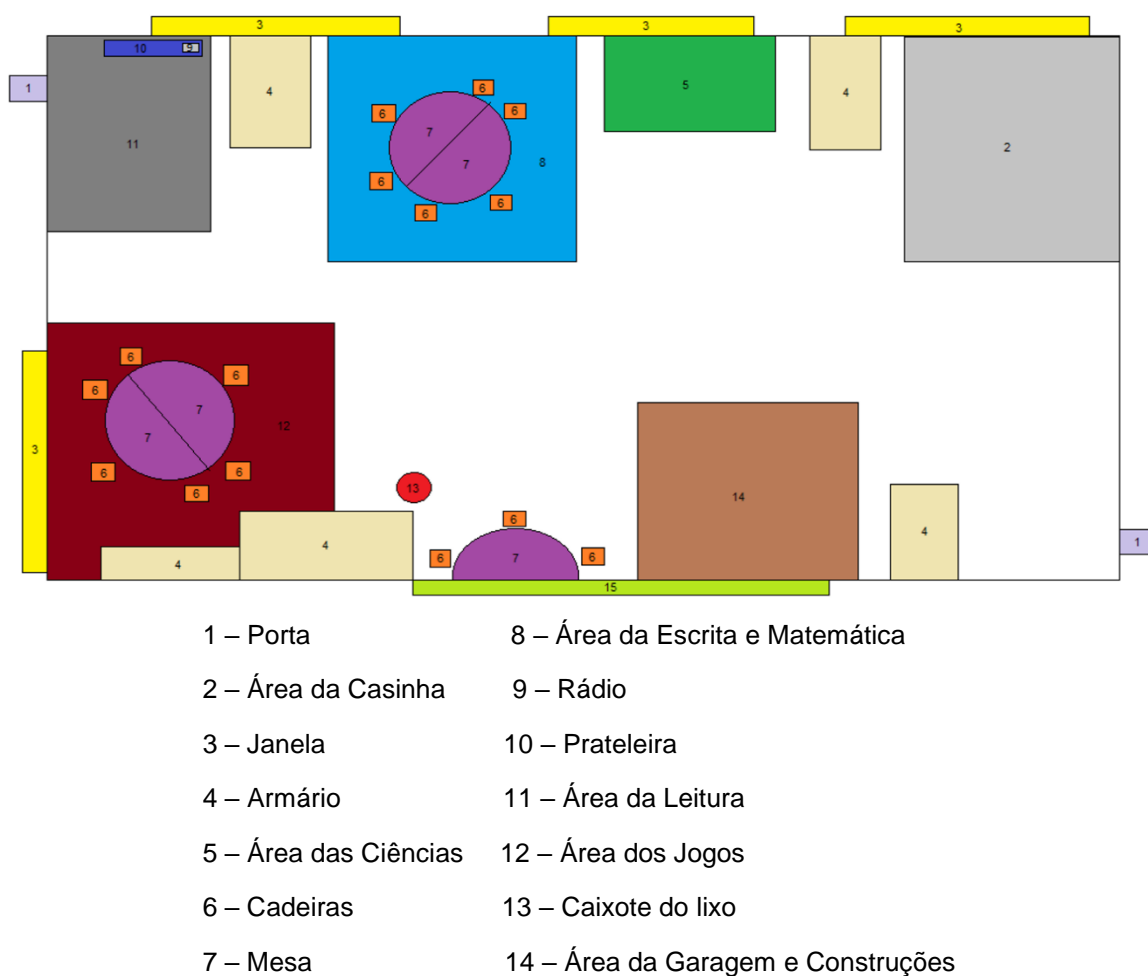 3 3 3
10 9
1 4 6 6 6 5 4 2
11 7 7 8
6 6 6
6 6 6
7 7 12
3 6 6 6
13 14
4 4 6 6 7 6 4 1
15
1 – Porta 8 – Área da Escrita e Matemática
2 – Área da Casinha 9 – Rádio
3 – Janela 10 – Prateleira
4 – Armário 11 – Área da Leitura
5 – Área das Ciências 12 – Área dos Jogos
6 – Cadeiras 13 – Caixote do lixo
7 – Mesa 14 – Área da Garagem e Construções